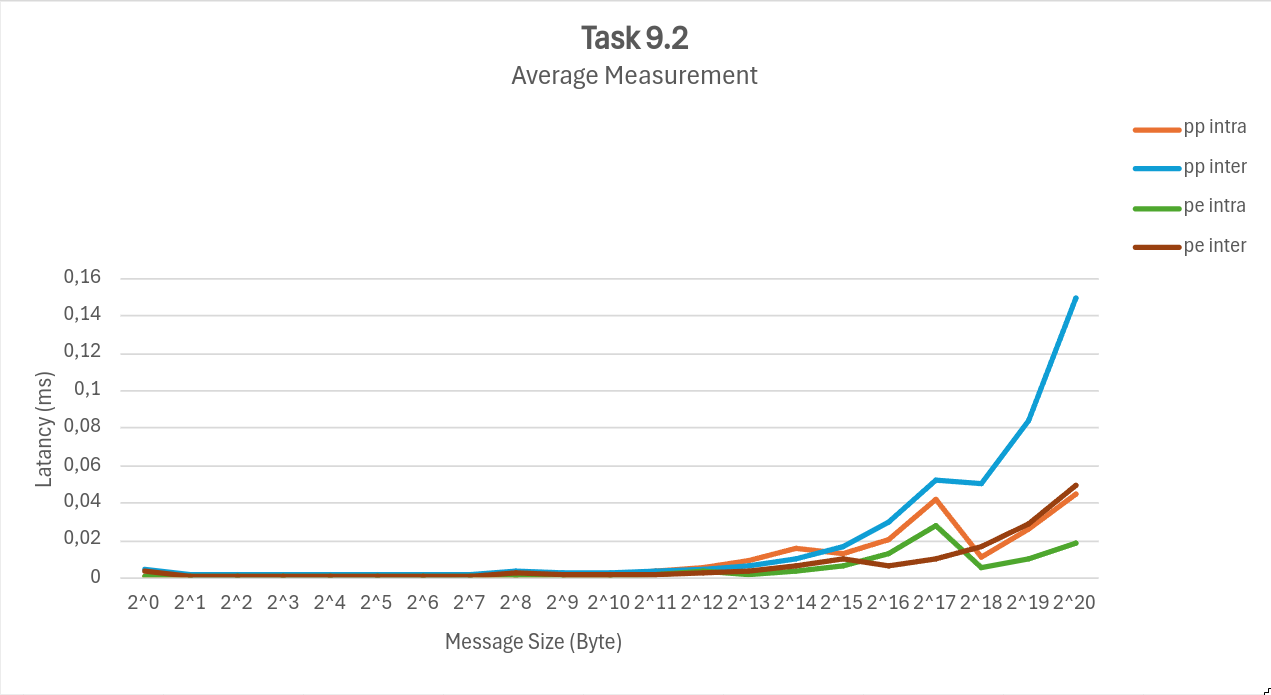 Task 9.2
Average Measurement
pp intra
pp inter
pe intra
pe inter
0,16
0,14
0,12
0,1
0,08
0,06
0,04
0,02
0
Latancy (ms)
2^0 2^1 2^2 2^3 2^4 2^5 2^6 2^7 2^8 2^9 2^10 2^11 2^12 2^13 2^14 2^15 2^16 2^17 2^18 2^19 2^20
Message Size (Byte)